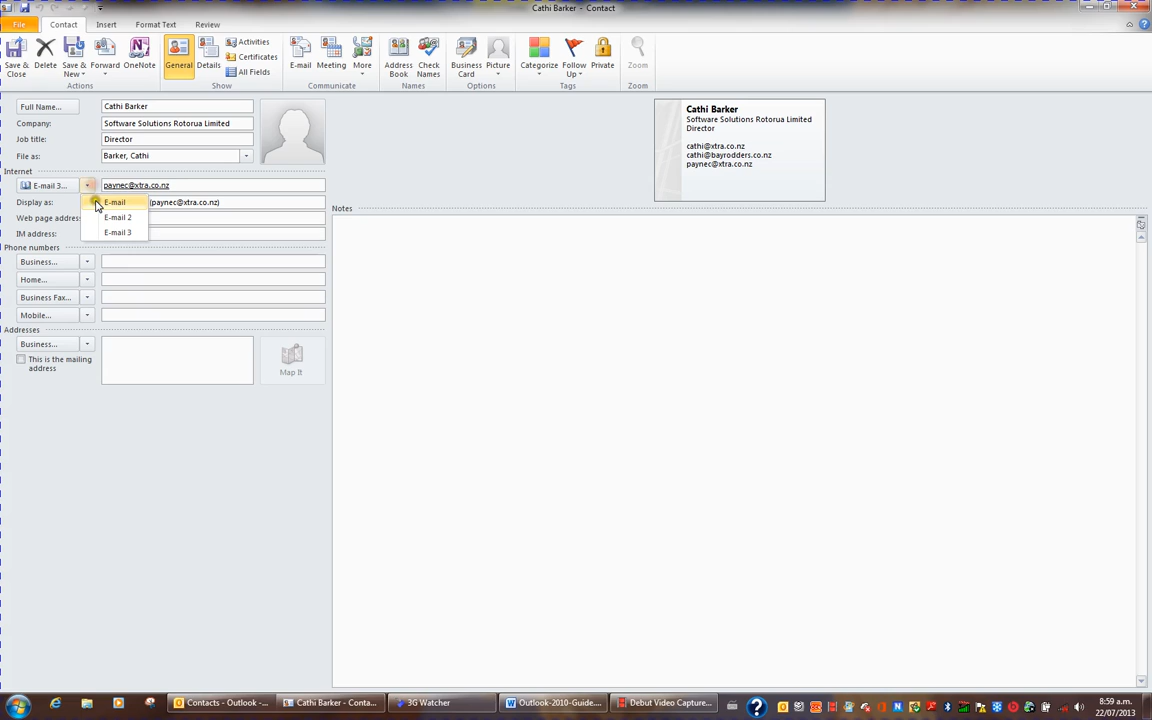 Cathi Barker - Contact
File Contact Insert Format Text Review
Save & Close
Delete
Save & New
Forward
OneNote
General
Details
Activities
Certificates
All Fields
E-mail
Meeting
More
Address Book
Check Names
Business Card
Picture
Categorize
Follow Up
Private
Zoom
Actions Show Communicate Names Options Tags Zoom
Full Name... Cathi Barker
Company: Software Solutions Rotorua Limited
Job title: Director
File as: Barker, Cathi
Internet
E-mail 3... paynec@xtra.co.nz
Display as: (paynec@xtra.co.nz)
Web page address
IM address:
E-mail
E-mail 2
E-mail 3
Phone numbers
Business...
Home...
Business Fax...
Mobile...
Addresses
Business...
This is the mailing
address
Map It
Cathi Barker
Software Solutions Rotorua Limited
Director
cathi@xtra.co.nz
cathi@bayrodders.co.nz
paynec@xtra.co.nz
Notes
Contacts - Outlook -... Cathi Barker - Conta... 3G Watcher Outlook-2010-Guide.... Debut Video Capture...
8:59 a.m.
22/07/2013